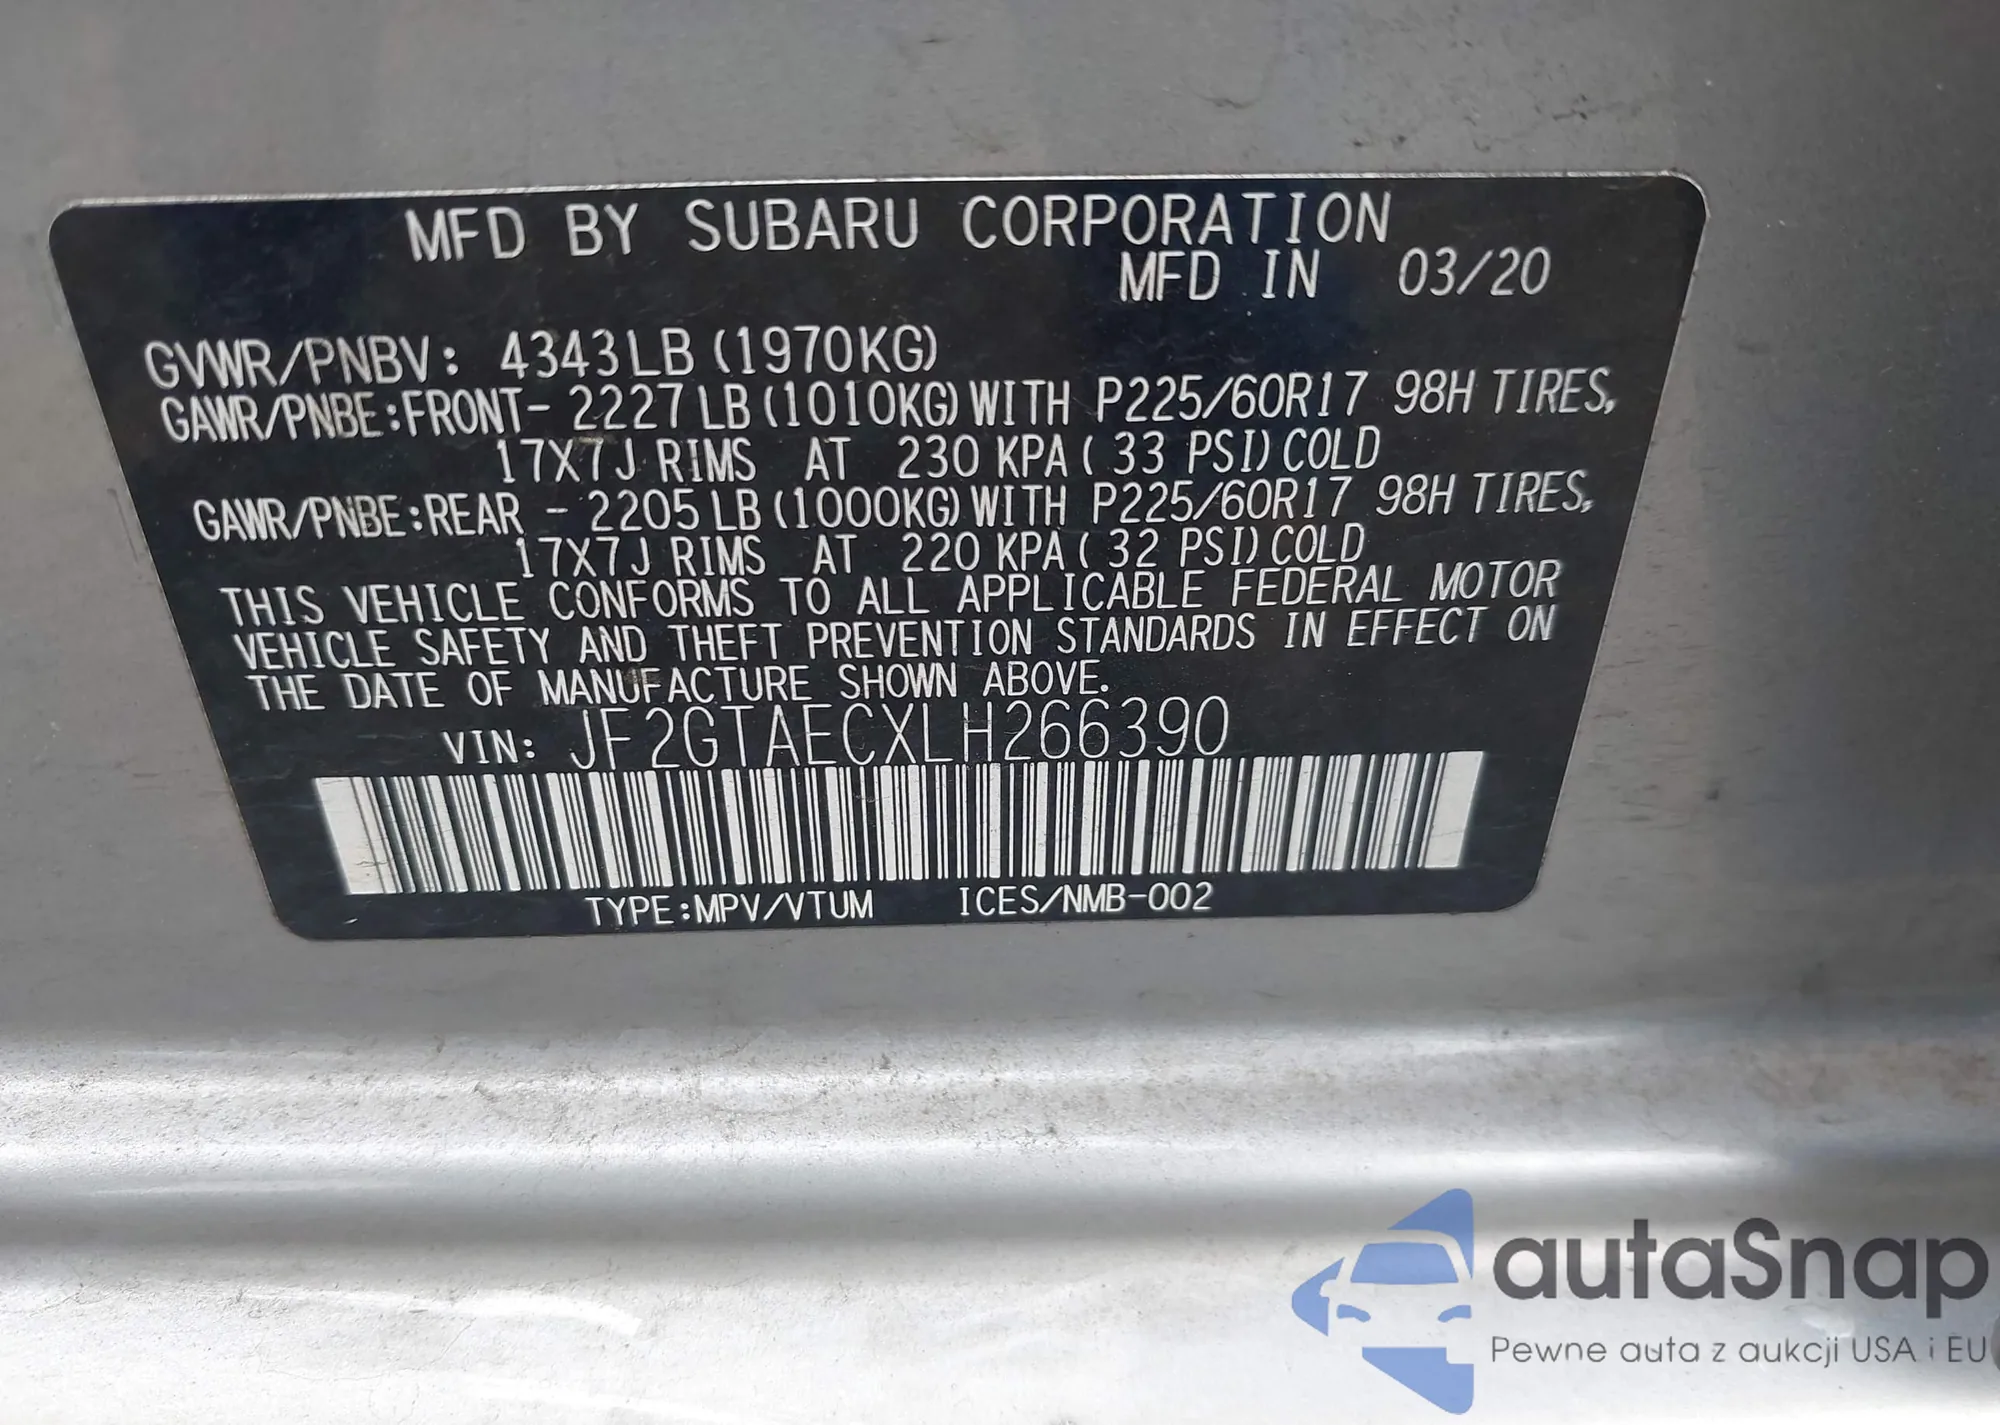 MFD BY SUBARU CORPORATION
MFD IN 03/20
GVWR/PNBV: 4343LB (1970KG)
GAWR/PNBE:FRONT- 2227 LB (1010KG) WITH P225/60R17 98H TIRES,
17X7J RIMS AT 230 KPA ( 33 PSI) COLD
GAWR/PNBE:REAR - 2205 LB (1000KG) WITH P225/60R17 98H TIRES,
17X7J RIMS AT 220 KPA ( 32 PSI) COLD
THIS VEHICLE CONFORMS TO ALL APPLICABLE FEDERAL MOTOR
VEHICLE SAFETY AND THEFT PREVENTION STANDARDS IN EFFECT ON
THE DATE OF MANUFACTURE SHOWN ABOVE.
VIN: JF2GTAECXLH266390
TYPE:MPV/VTUM ICES/NMB-002
autaSnap
Pewne auta z aukcji USA i EU